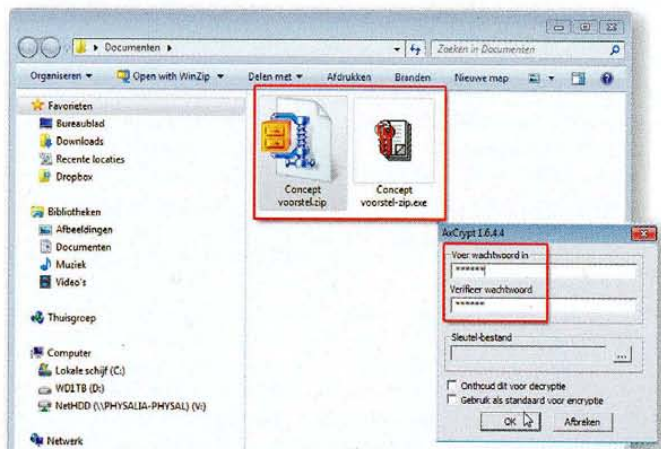 Documenten
Zoeken in Documenten
Organiseren
Open with WinZip
Delen met
Afdrukken
Branden
Nieuwe map
Favorieten
Bureaublad
Downloads
Recente locaties
Dropbox
Bibliotheken
Afbeeldingen
Documenten
Muziek
Video's
Thuisgroep
Computer
Lokale schijf (C:)
WD1TB (D:)
NetHDD (\\PHYSALIA-PHYSAL) (V:)
Netwerk
Concept
voorstel.zip
Concept
voorstel-zip.exe
AxCrypt 1.6.4.4
Voer wachtwoord in
******
Verifieer wachtwoord
******
Sleutel-bestand
...
Onthoud dit voor decryptie
Gebruik als standaard voor encryptie
OK
Afbreken